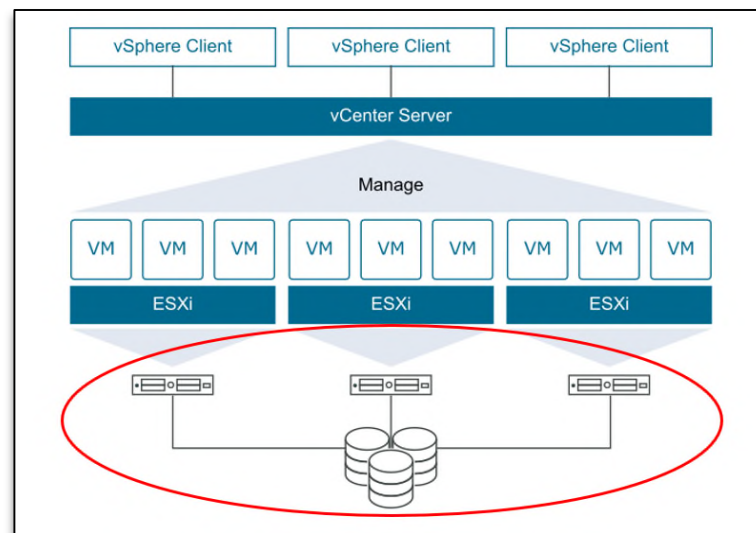 vSphere Client vSphere Client vSphere Client
vCenter Server
Manage
VM VM VM VM VM VM VM VM VM
ESXi ESXi ESXi